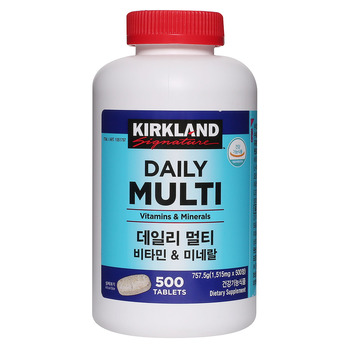 KIRKLAND
Signature
DAILY
MULTI
Vitamins & Minerals
데일리 멀티
비타민 & 미네랄
500
TABLETS
757.5g(1,515mg x 500정)
건강기능식품
Dietary Supplement